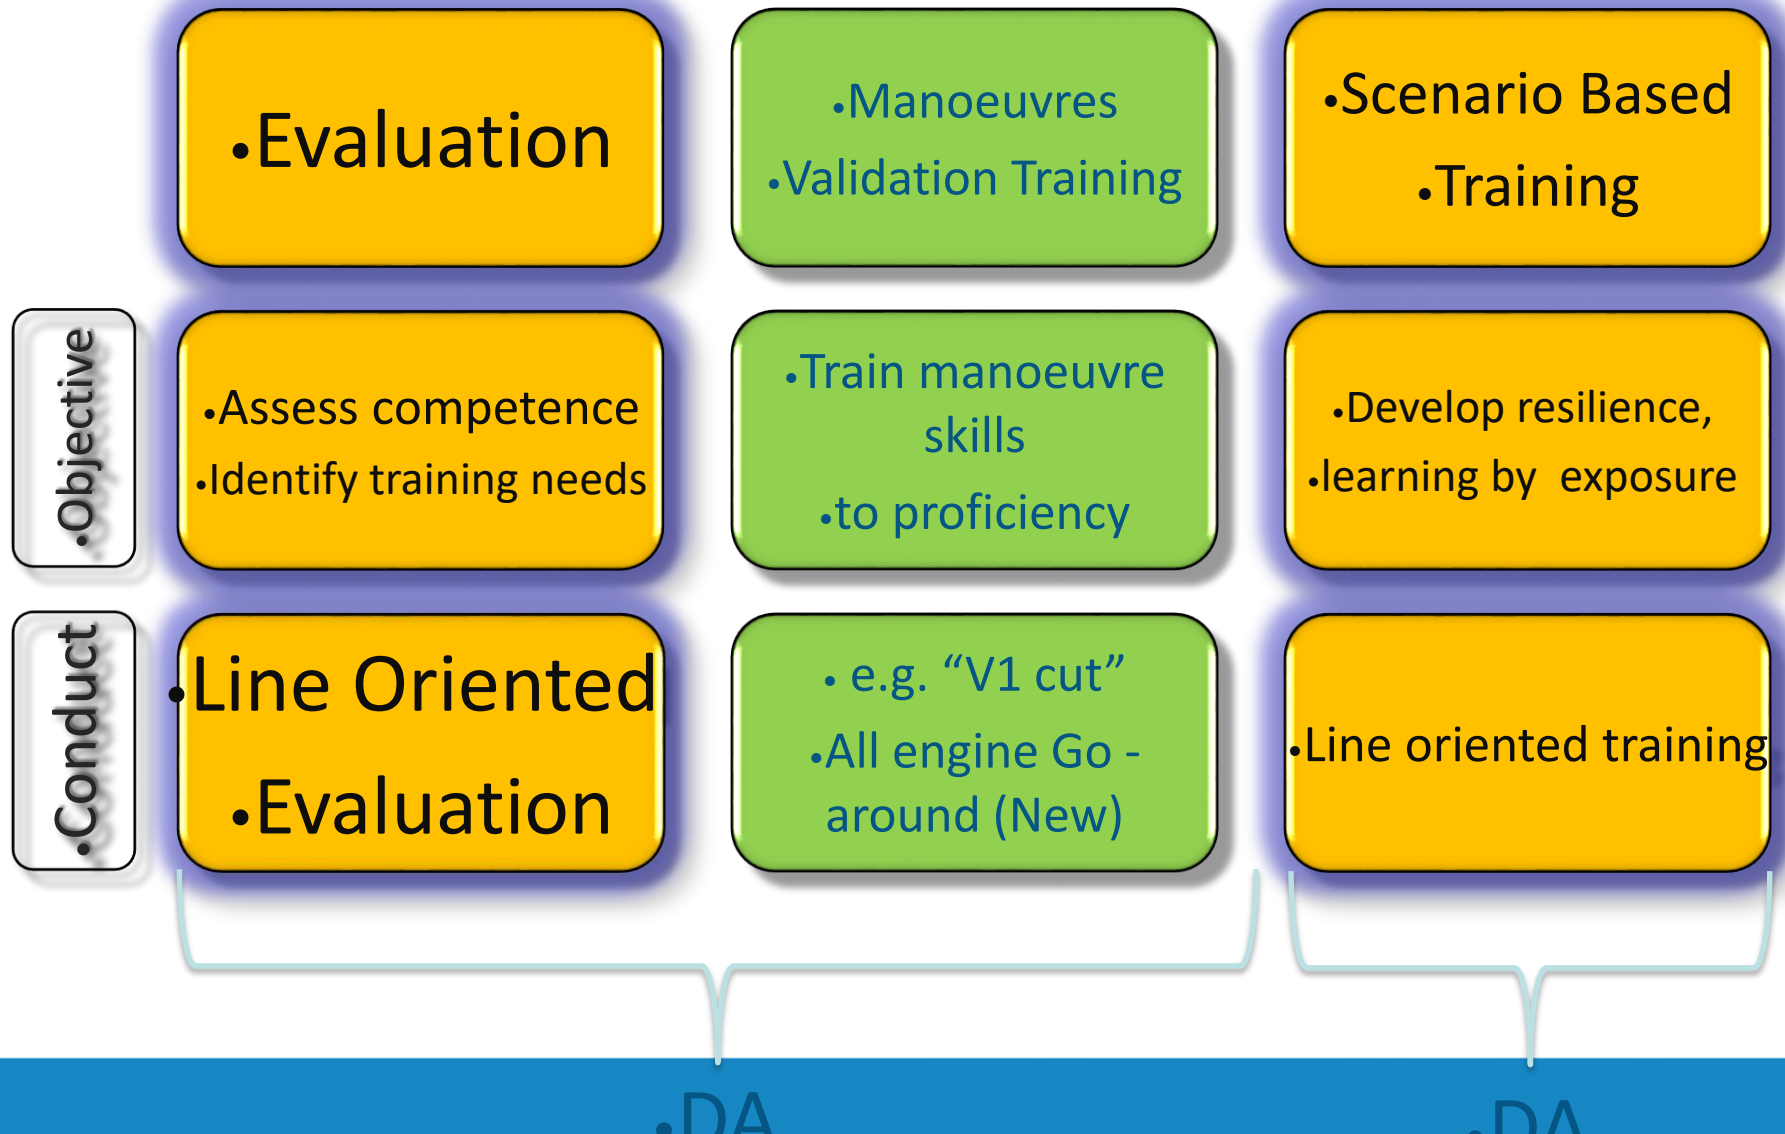 •Evaluation
•Manoeuvres
•Validation Training
•Scenario Based
•Training
•Objective
•Assess competence
•Identify training needs
•Train manoeuvre
skills
•to proficiency
•Develop resilience,
•learning by exposure
•Conduct
•Line Oriented
•Evaluation
• e.g. “V1 cut”
•All engine Go -
around (New)
•Line oriented training
•DA
•DA